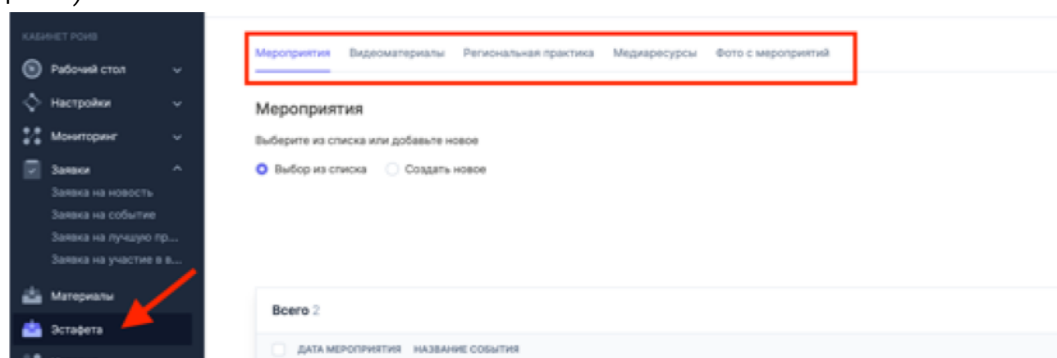 КАБИНЕТ РОИВ
Рабочий стол
Настройки
Мониторинг
Заявки
Заявка на новость
Заявка на событие
Заявка на лучшую пр...
Заявка на участие в в...
Материалы
Эстафета
Мероприятия Видеоматериалы Региональная практика Медиаресурсы Фото с мероприятий
Мероприятия
Выберите из списка или добавьте новое
Выбор из списка Создать новое
Всего 2
ДАТА МЕРОПРИЯТИЯ НАЗВАНИЕ СОБЫТИЯ